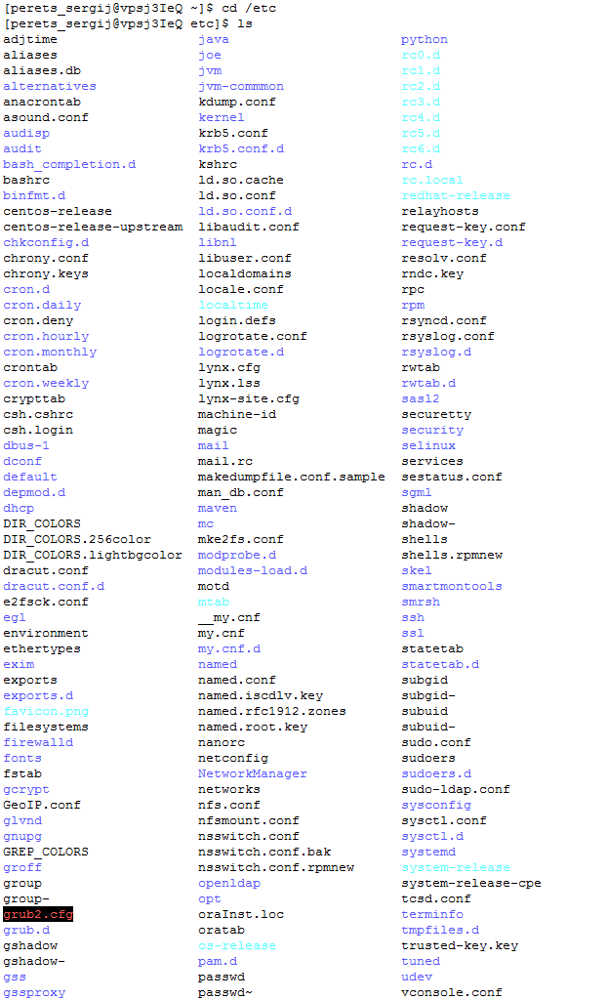 [perets_sergij@vpsj3IeQ ~]$ cd /etc
[perets_sergij@vpsj3IeQ etc]$ ls
adjtime java python
aliases joe rc0.d
aliases.db jvm rc1.d
alternatives jvm-commmon rc2.d
anacrontab kdump.conf rc3.d
asound.conf kernel rc4.d
audisp krb5.conf rc5.d
audit krb5.conf.d rc6.d
bash_completion.d kshrc rc.d
bashrc ld.so.cache rc.local
binfmt.d ld.so.conf redhat-release
centos-release ld.so.conf.d relayhosts
centos-release-upstream libaudit.conf request-key.conf
chkconfig.d libnl request-key.d
chrony.conf libuser.conf resolv.conf
chrony.keys localdomains rndc.key
cron.d locale.conf rpc
cron.daily localtime rpm
cron.deny login.defs rsyncd.conf
cron.hourly logrotate.conf rsyslog.conf
cron.monthly logrotate.d rsyslog.d
crontab lynx.cfg rwtab
cron.weekly lynx.lss rwtab.d
crypttab lynx-site.cfg sasl2
csh.cshrc machine-id securetty
csh.login magic security
dbus-1 mail selinux
dconf mail.rc services
default makedumpfile.conf.sample sestatus.conf
depmod.d man_db.conf sgml
dhcp maven shadow
DIR_COLORS mc shadow-
DIR_COLORS.256color mke2fs.conf shells
DIR_COLORS.lightbgcolor modprobe.d shells.rpmnew
dracut.conf modules-load.d skel
dracut.conf.d motd smartmontools
e2fsck.conf mtab smrsh
egl __my.cnf ssh
environment my.cnf ssl
ethertypes my.cnf.d statetab
exim named statetab.d
exports named.conf subgid
exports.d named.iscdlv.key subgid-
favicon.png named.rfc1912.zones subuid
filesystems named.root.key subuid-
firewalld nanorc sudo.conf
fonts netconfig sudoers
fstab NetworkManager sudoers.d
gcrypt networks sudo-ldap.conf
GeoIP.conf nfs.conf sysconfig
glvnd nfsmount.conf sysctl.conf
gnupg nsswitch.conf sysctl.d
GREP_COLORS nsswitch.conf.bak systemd
groff nsswitch.conf.rpmnew system-release
group openldap system-release-cpe
group- opt tcsd.conf
grub2.cfg oraInst.loc terminfo
grub.d oratab tmpfiles.d
gshadow os-release trusted-key.key
gshadow- pam.d tuned
gss passwd udev
gssproxy passwd~ vconsole.conf